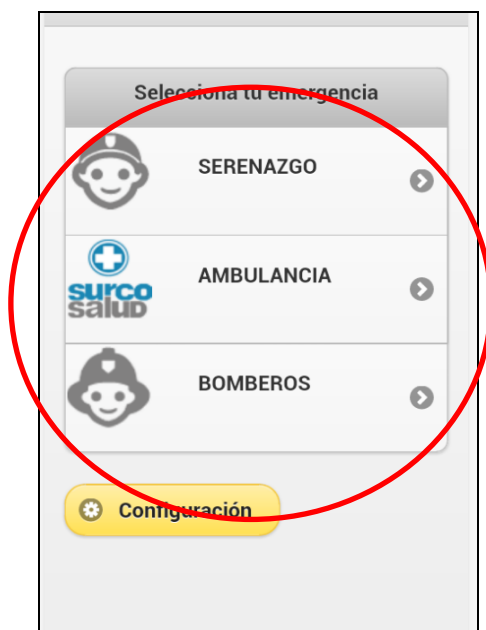 Selecciona tu emergencia
SERENAZGO
surco
salud
AMBULANCIA
BOMBEROS
Configuración